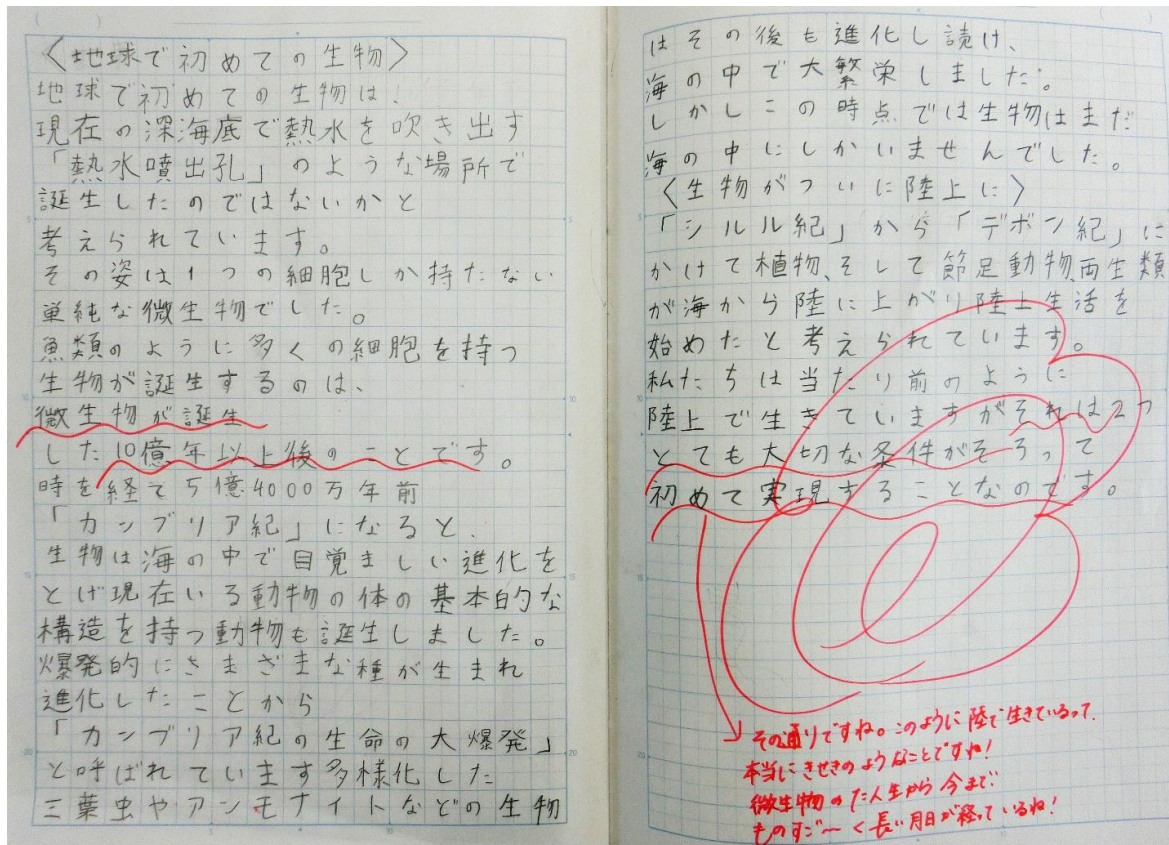 〈地球で初めての生物〉
地球で初めての生物は、
現在の深海底で熱水を吹き出す
「熱水噴出孔」のような場所で
誕生したのではないかと
考えられています。
その姿は1つの細胞しか持たない
単純な微生物でした。
魚類のように多くの細胞を持つ
生物が誕生するのは、
微生物が誕生
した10億年以上後のことです。
時を経て5億4000万年前
「カンブリア紀」になると、
生物は海の中で目覚ましい進化を
とげ現在いる動物の体の基本的な
構造を持つ動物も誕生しました。
爆発的にさまざまな種が生まれ
進化したことから
「カンブリア紀の生命の大爆発」
と呼ばれています多様化した
三葉虫やアンモナイトなどの生物
はその後も進化し読け、
海の中で大繁栄しました。
しかしこの時点では生物はまだ
海の中にしかいませんでした。
〈生物がついに陸上に〉
「シルル紀」から「デボン紀」に
かけて植物、そして節足動物、両生類
が海から陸に上がり陸上生活を
始めたと考えられています。
私たちは当たり前のように
陸上で生きていますがそれは2つ
とても大切な条件がそろって
初めて実現することなのです。
その通りですね。このように陸で生きているって、
本当にきせきのようなことですね!
微生物のたん生から今まで、
ものすご〜く長い月日が経っているね!